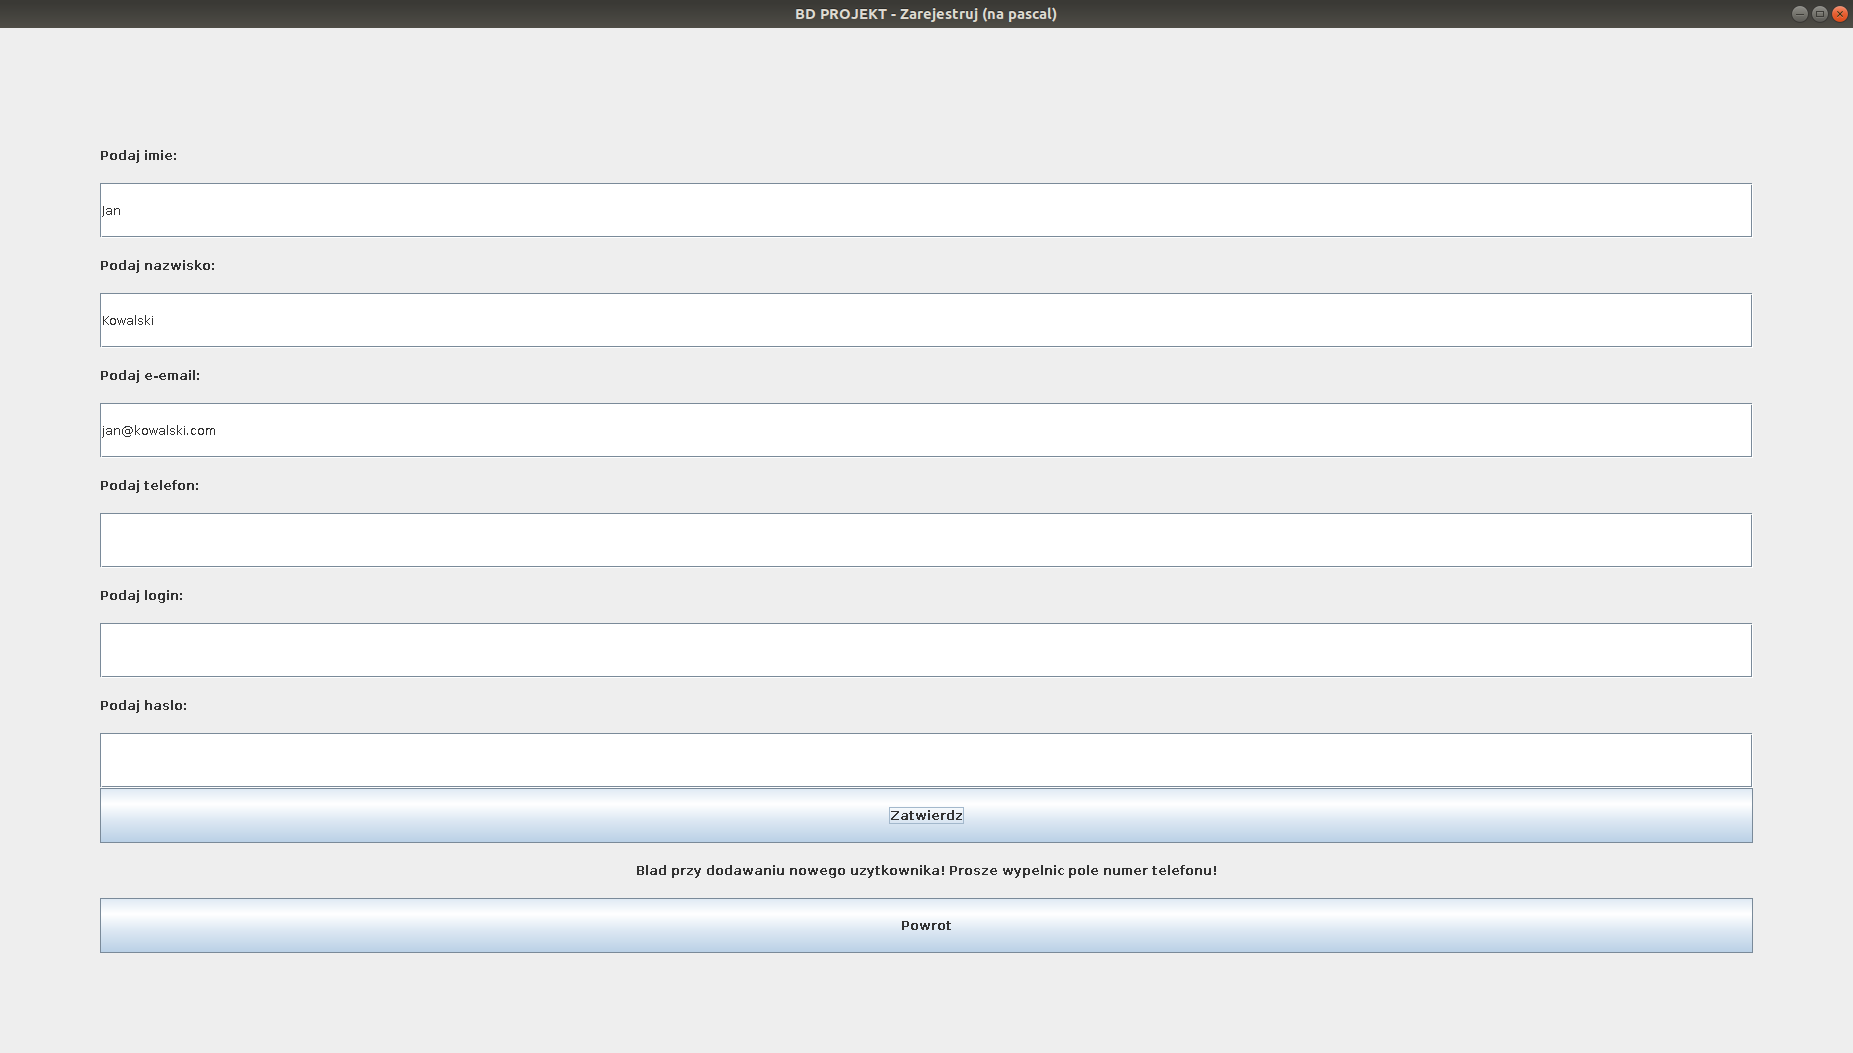 BD PROJEKT - Zarejestruj (na pascal)
Podaj imie:
Jan
Podaj nazwisko:
Kowalski
Podaj e-email:
jan@kowalski.com
Podaj telefon:
Podaj login:
Podaj haslo:
Zatwierdz
Blad przy dodawaniu nowego uzytkownika! Prosze wypelnic pole numer telefonu!
Powrot